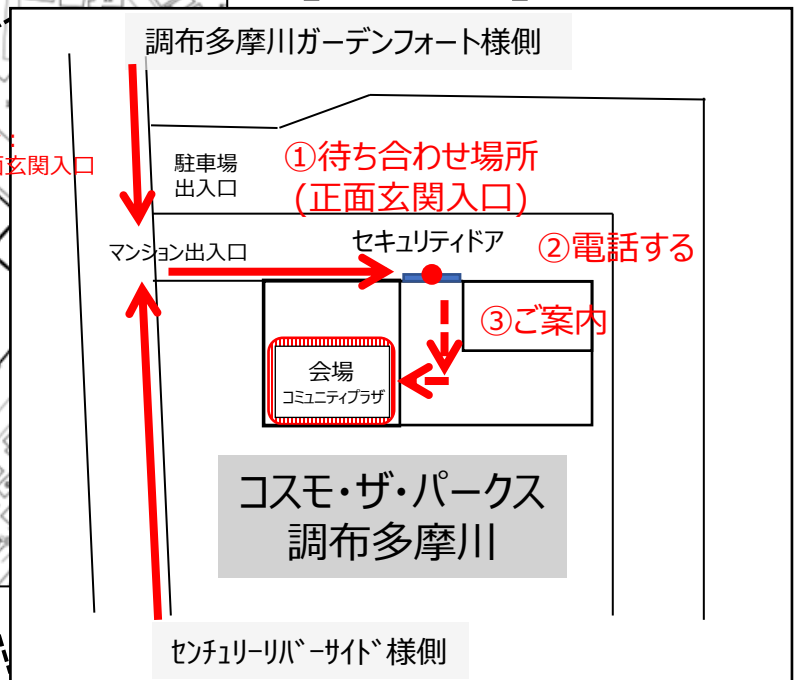 調布多摩川ガーデンフォート様側
玄関入口
駐車場
出入口
①待ち合わせ場所
(正面玄関入口)
マンション出入口
セキュリティドア
②電話する
③ご案内
会場
コミュニティプラザ
コスモ・ザ・パークス
調布多摩川
ｾﾝﾁｭﾘｰﾘﾊﾞｰｻｲﾄﾞ様側